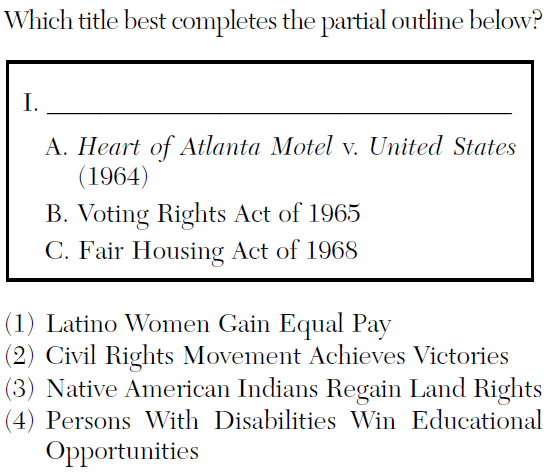 Which title best completes the partial outline below?
I. ____________________
A. Heart of Atlanta Motel v. United States
(1964)
B. Voting Rights Act of 1965
C. Fair Housing Act of 1968
(1) Latino Women Gain Equal Pay
(2) Civil Rights Movement Achieves Victories
(3) Native American Indians Regain Land Rights
(4) Persons With Disabilities Win Educational
Opportunities